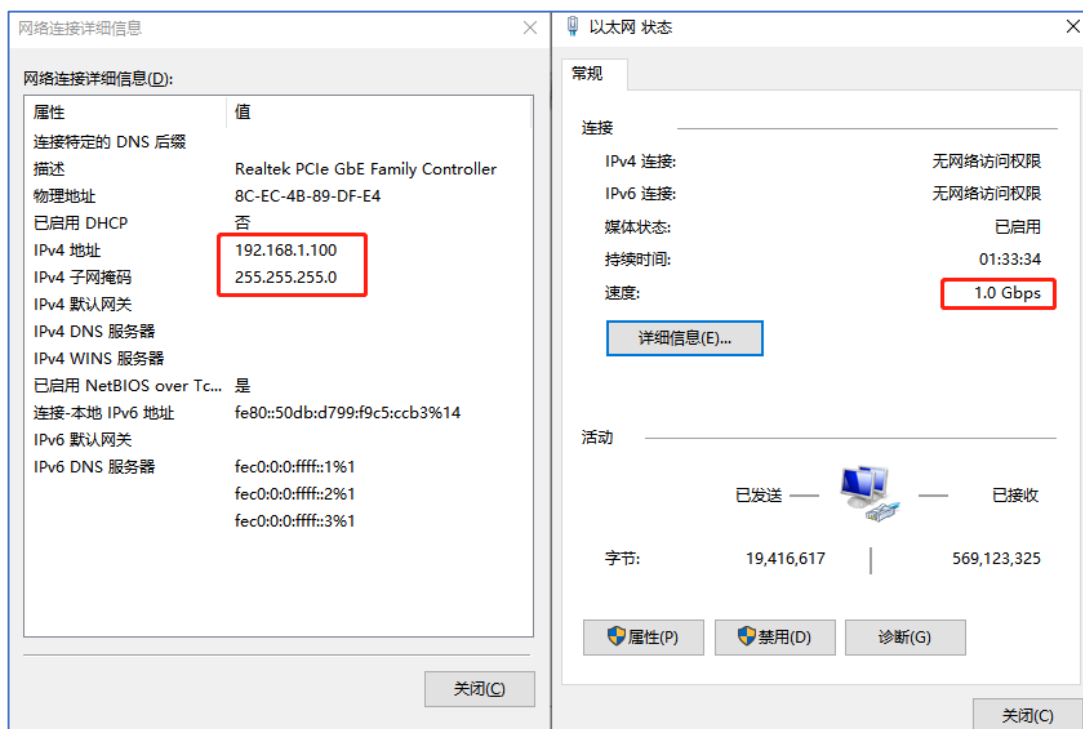 网络连接详细信息
网络连接详细信息(D):
属性 值
连接特定的 DNS 后缀
描述 Realtek PCIe GbE Family Controller
物理地址 8C-EC-4B-89-DF-E4
已启用 DHCP 否
IPv4 地址 192.168.1.100
IPv4 子网掩码 255.255.255.0
IPv4 默认网关
IPv4 DNS 服务器
IPv4 WINS 服务器
已启用 NetBIOS over Tc... 是
连接-本地 IPv6 地址 fe80::50db:d799:f9c5:ccb3%14
IPv6 默认网关
IPv6 DNS 服务器 fec0:0:0:ffff::1%1
fec0:0:0:ffff::2%1
fec0:0:0:ffff::3%1
关闭(C)
以太网 状态
常规
连接
IPv4 连接: 无网络访问权限
IPv6 连接: 无网络访问权限
媒体状态: 已启用
持续时间: 01:33:34
速度: 1.0 Gbps
详细信息(E)...
活动
已发送 已接收
字节: 19,416,617 569,123,325
属性(P) 禁用(D) 诊断(G)
关闭(C)